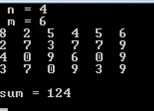 n = 4
m = 6
8 2 5 4 5 6
2 7 3 7 7 9
4 0 9 6 0 9
3 7 0 9 3 9
sum = 124